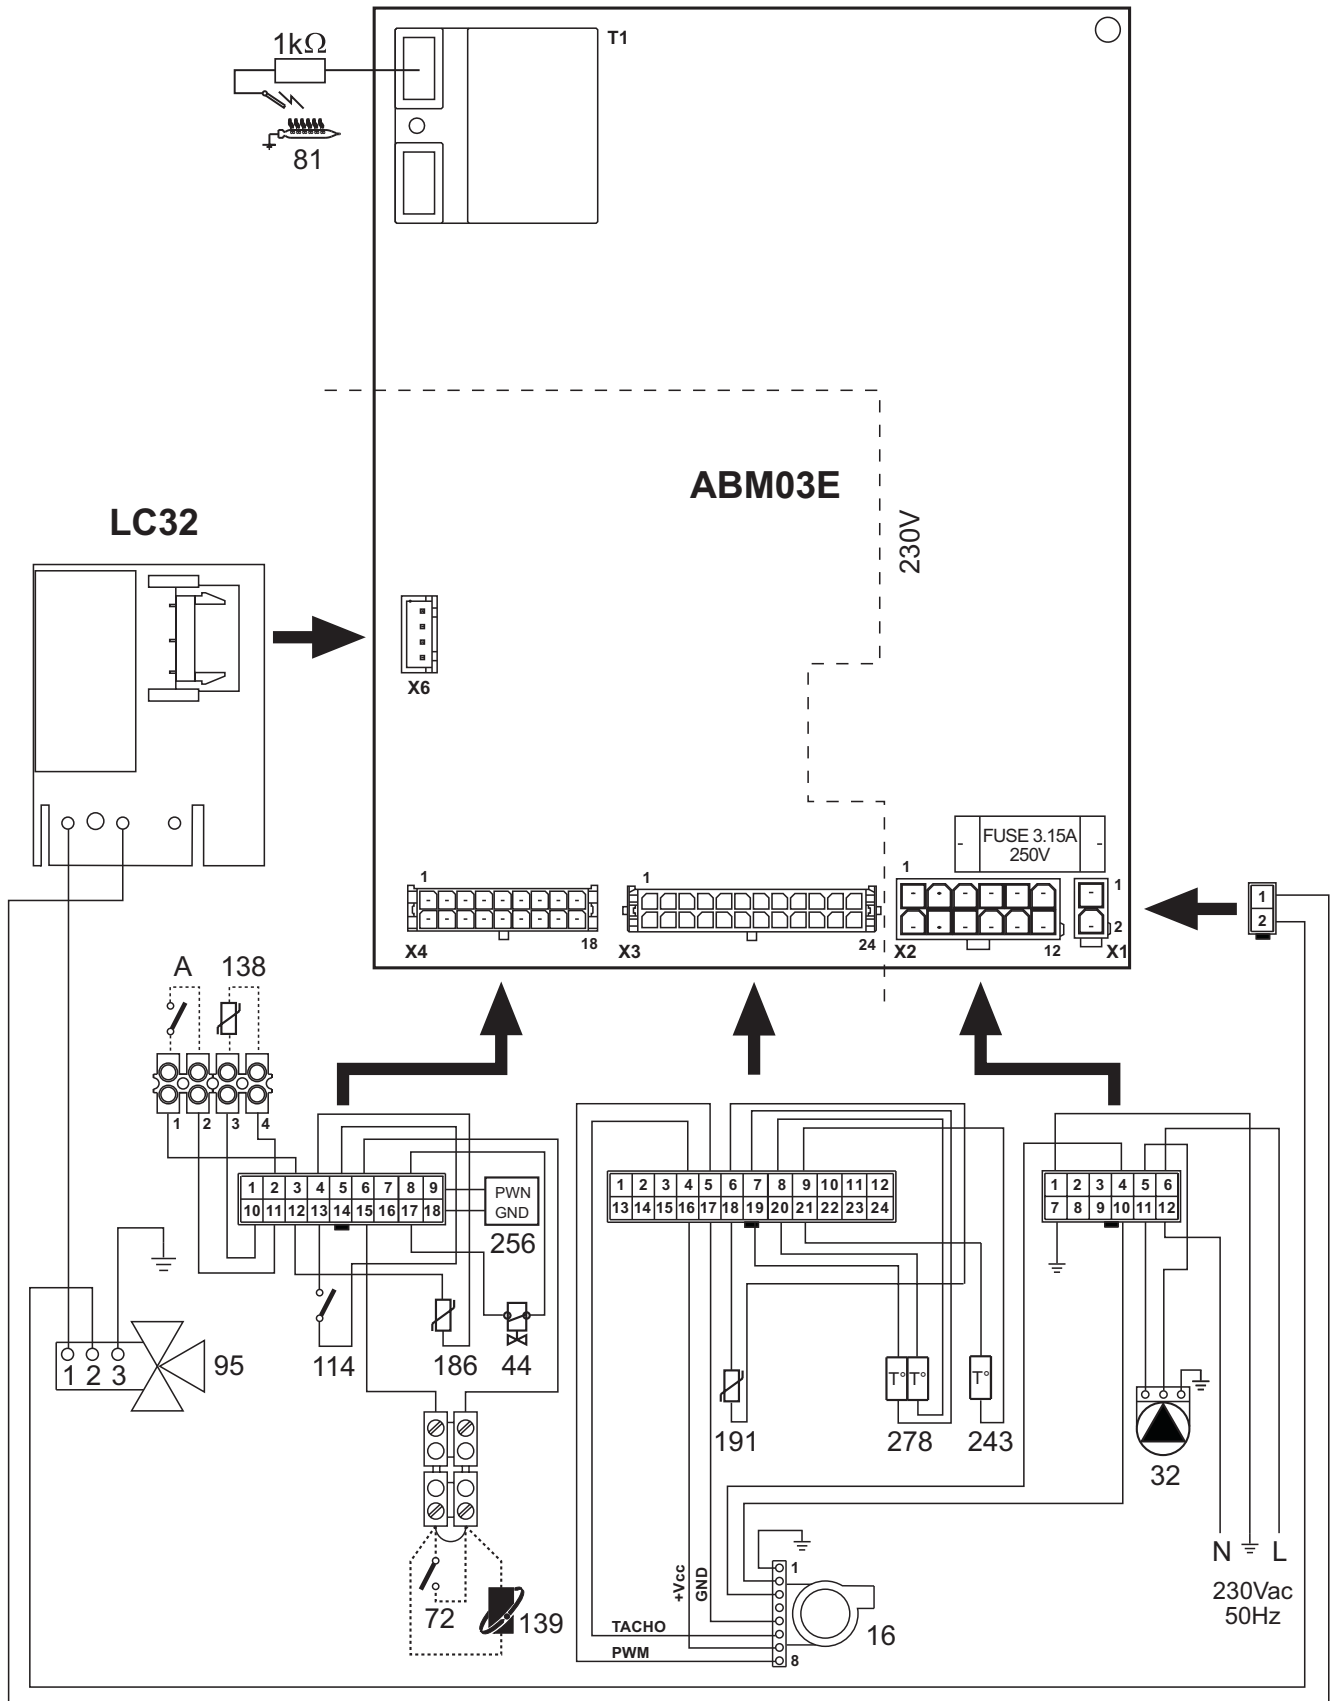 1kΩ
T1
81
ABM03E
230V
LC32
X6
FUSE 3.15A
250V
1
1
1
1
2
18
24
12
X4
X3
X2
X1
1
2
A 138
1 2 3 4
1 2 3 4 5 6 7 8 9
10 11 12 13 14 15 16 17 18
PWN
GND
256
1 2 3 4 5 6 7 8 9 10 11 12
13 14 15 16 17 18 19 20 21 22 23 24
1 2 3 4 5 6
7 8 9 10 11 12
1 2 3
95
114
186
44
T° T°
T°
191
278
243
32
N L
230Vac
50Hz
72
139
+Vcc
GND
TACHO
PWM
1
8
16